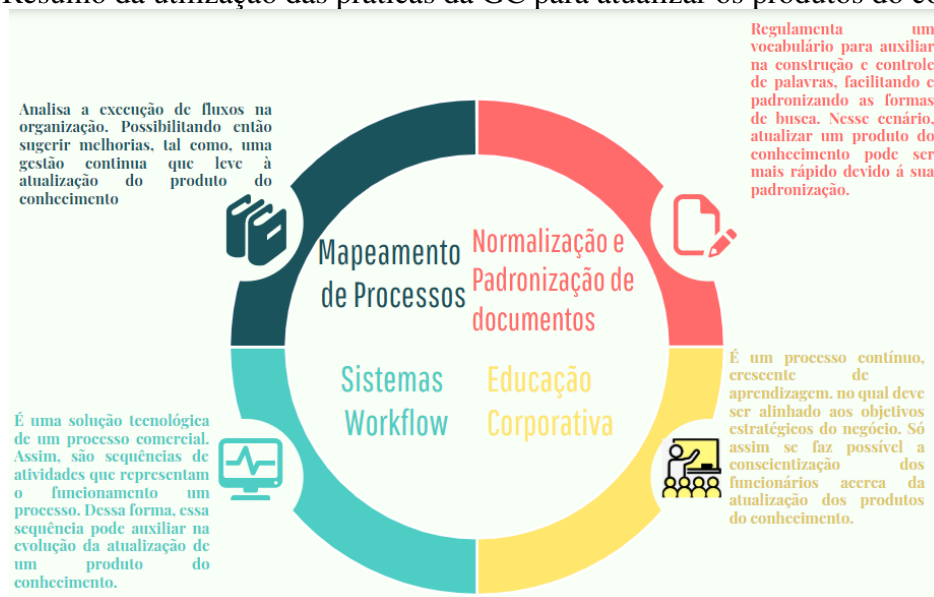 Resumo da utilização das práticas da GC para atualizar os produtos do
Analisa a execução de fluxos na
organização. Possibilitando então
sugerir melhorias, tal como, uma
gestão continua que leve à
atualização do produto do
conhecimento
Regulamenta um
vocabulário para auxiliar
na construção e controle
de palavras, facilitando e
padronizando as formas
de busca. Nesse cenário,
atualizar um produto do
conhecimento pode ser
mais rápido devido á sua
padronização.
Mapeamento
de Processos
Normalização e
Padronização de
documentos
Sistemas
Workflow
Educação
Corporativa
É uma solução tecnológica
de um processo comercial.
Assim, são sequências de
atividades que representam
o funcionamento um
processo. Dessa forma, essa
sequência pode auxiliar na
evolução da atualização de
um produto do
conhecimento.
É um processo contínuo,
crescente de
aprendizagem. no qual deve
ser alinhado aos objetivos
estratégicos do negócio. Só
assim se faz possível a
conscientização dos
funcionários acerca da
atualização dos produtos
do conhecimento.